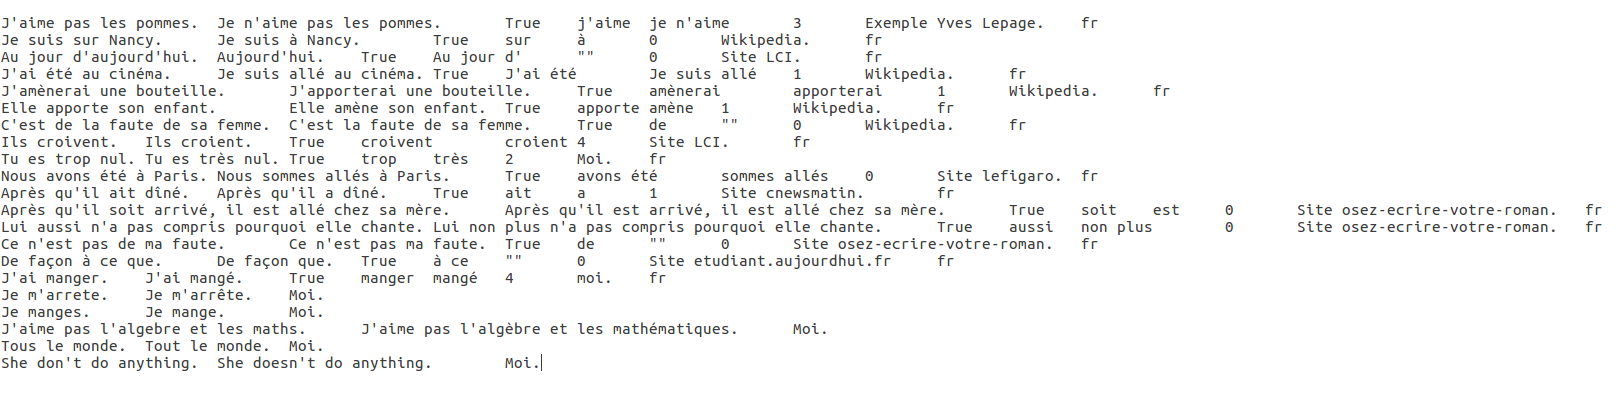 J'aime pas les pommes.	Je n'aime pas les pommes.	True	j'aime	je n'aime	3	Exemple Yves Lepage.	fr
Je suis sur Nancy.	Je suis à Nancy.	True	sur	à	0	Wikipedia.	fr
Au jour d'aujourd'hui.	Aujourd'hui.	True	Au jour d'	""	0	Site LCI.	fr
J'ai été au cinéma.	Je suis allé au cinéma.	True	J'ai été	Je suis allé	1	Wikipedia.	fr
J'amènerai une bouteille.	J'apporterai une bouteille.	True	amènerai	apporterai	1	Wikipedia.	fr
Elle apporte son enfant.	Elle amène son enfant.	True	apporte	amène	1	Wikipedia.	fr
C'est de la faute de sa femme.	C'est la faute de sa femme.	True	de	""	0	Wikipedia.	fr
Ils croivent.	Ils croient.	True	croivent	croient	4	Site LCI.	fr
Tu es trop nul.	Tu es très nul.	True	trop	très	2	Moi.	fr
Nous avons été à Paris.	Nous sommes allés à Paris.	True	avons été	sommes allés	0	Site lefigaro.	fr
Après qu'il ait dîné.	Après qu'il a dîné.	True	ait	a	1	Site cnewsmatin.	fr
Après qu'il soit arrivé, il est allé chez sa mère.	Après qu'il est arrivé, il est allé chez sa mère.	True	soit	est	0	Site osez-ecrire-votre-roman.	fr
Lui aussi n'a pas compris pourquoi elle chante.	Lui non plus n'a pas compris pourquoi elle chante.	True	aussi	non plus	0	Site osez-ecrire-votre-roman.	fr
Ce n'est pas de ma faute.	Ce n'est pas ma faute.	True	de	""	0	Site osez-ecrire-votre-roman.	fr
De façon à ce que.	De façon que.	True	à ce	""	0	Site etudiant.aujourdhui.fr	fr
J'ai manger.	J'ai mangé.	True	manger	mangé	4	moi.	fr
Je m'arrete.	Je m'arrête.	Moi.
Je manges.	Je mange.	Moi.
J'aime pas l'algebre et les maths.	J'aime pas l'algèbre et les mathématiques.	Moi.
Tous le monde.	Tout le monde.	Moi.
She don't do anything.	She doesn't do anything.	Moi.